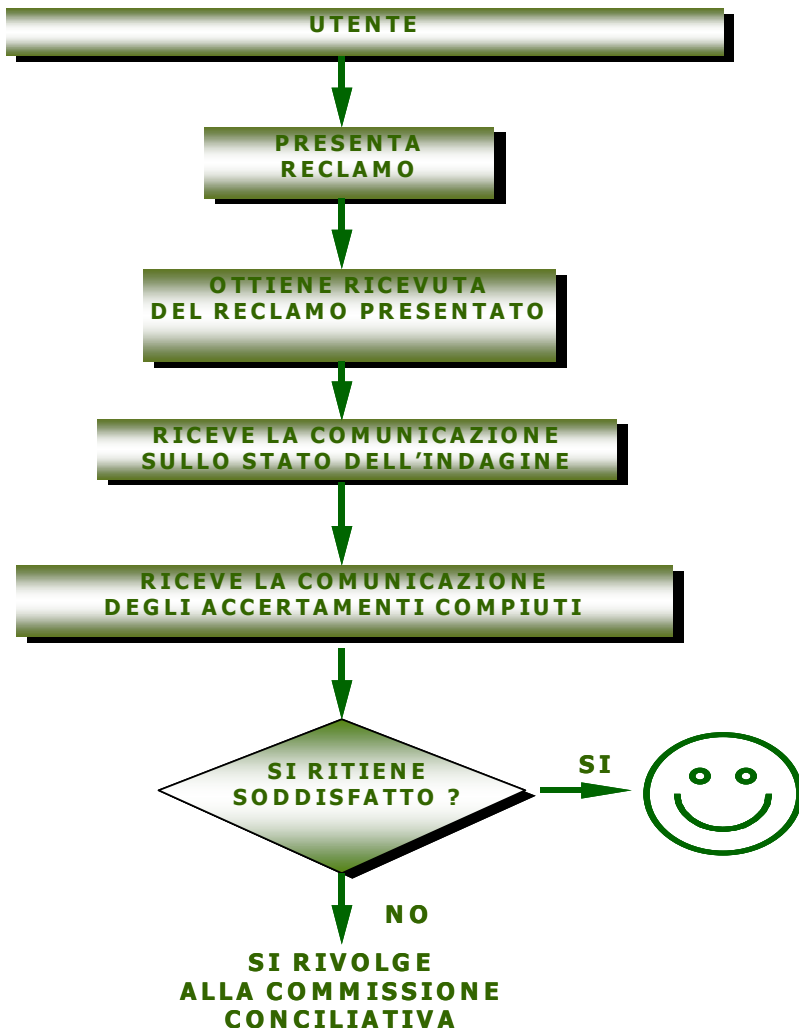 UTENTE
PRESENTA
RECLAMO
OTTIENE RICEVUTA
DEL RECLAMO PRESENTATO
RICEVE LA COMUNICAZIONE
SULLO STATO DELL’INDAGINE
RICEVE LA COMUNICAZIONE
DEGLI ACCERTAMENTI COMPIUTI
SI RITIENE
SODDISFATTO ?
SI
NO
SI RIVOLGE
ALLA COMMISSIONE
CONCILIATIVA